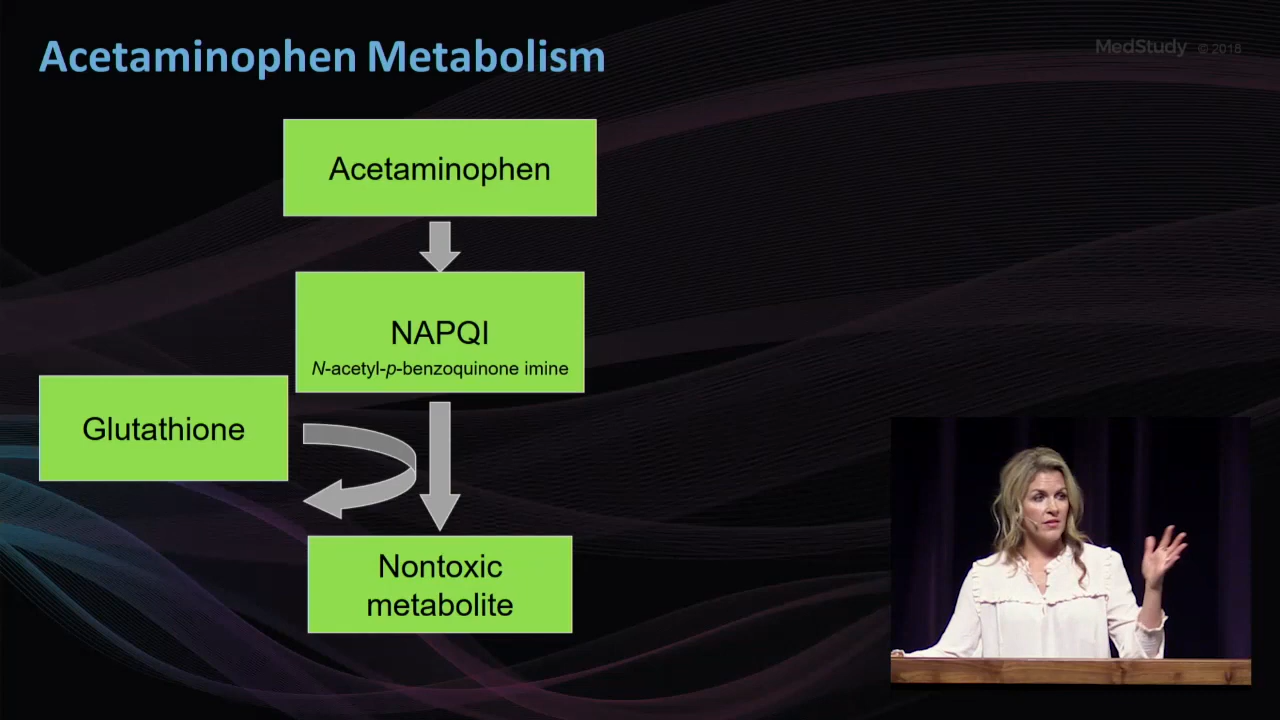 Acetaminophen Metabolism
MedStudy © 2018
Acetaminophen
NAPQI
N-acetyl-p-benzoquinone imine
Glutathione
Nontoxic
metabolite